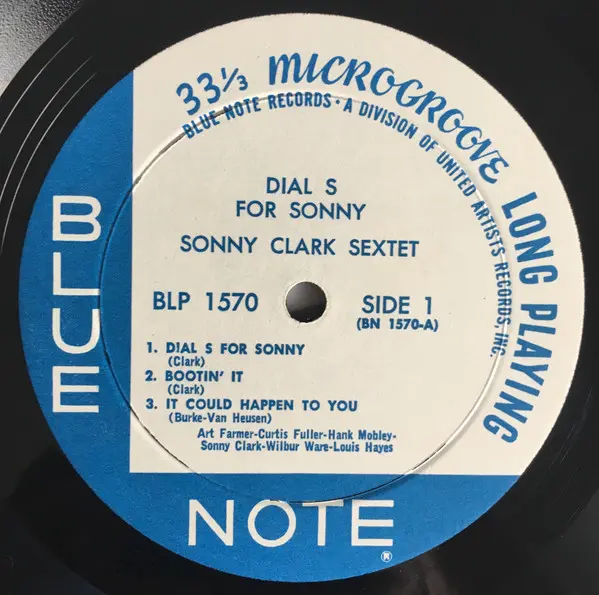 33 1/3 MICROGROOVE LONG PLAYING
BLUE NOTE RECORDS · A DIVISION OF UNITED ARTISTS RECORDS, INC.
DIAL S
FOR SONNY
SONNY CLARK SEXTET
BLP 1570 SIDE 1
(BN 1570-A)
1. DIAL S FOR SONNY
(Clark)
2. BOOTIN' IT
(Clark)
3. IT COULD HAPPEN TO YOU
(Burke-Van Heusen)
Art Farmer-Curtis Fuller-Hank Mobley-
Sonny Clark-Wilbur Ware-Louis Hayes
BLUE
NOTE ®